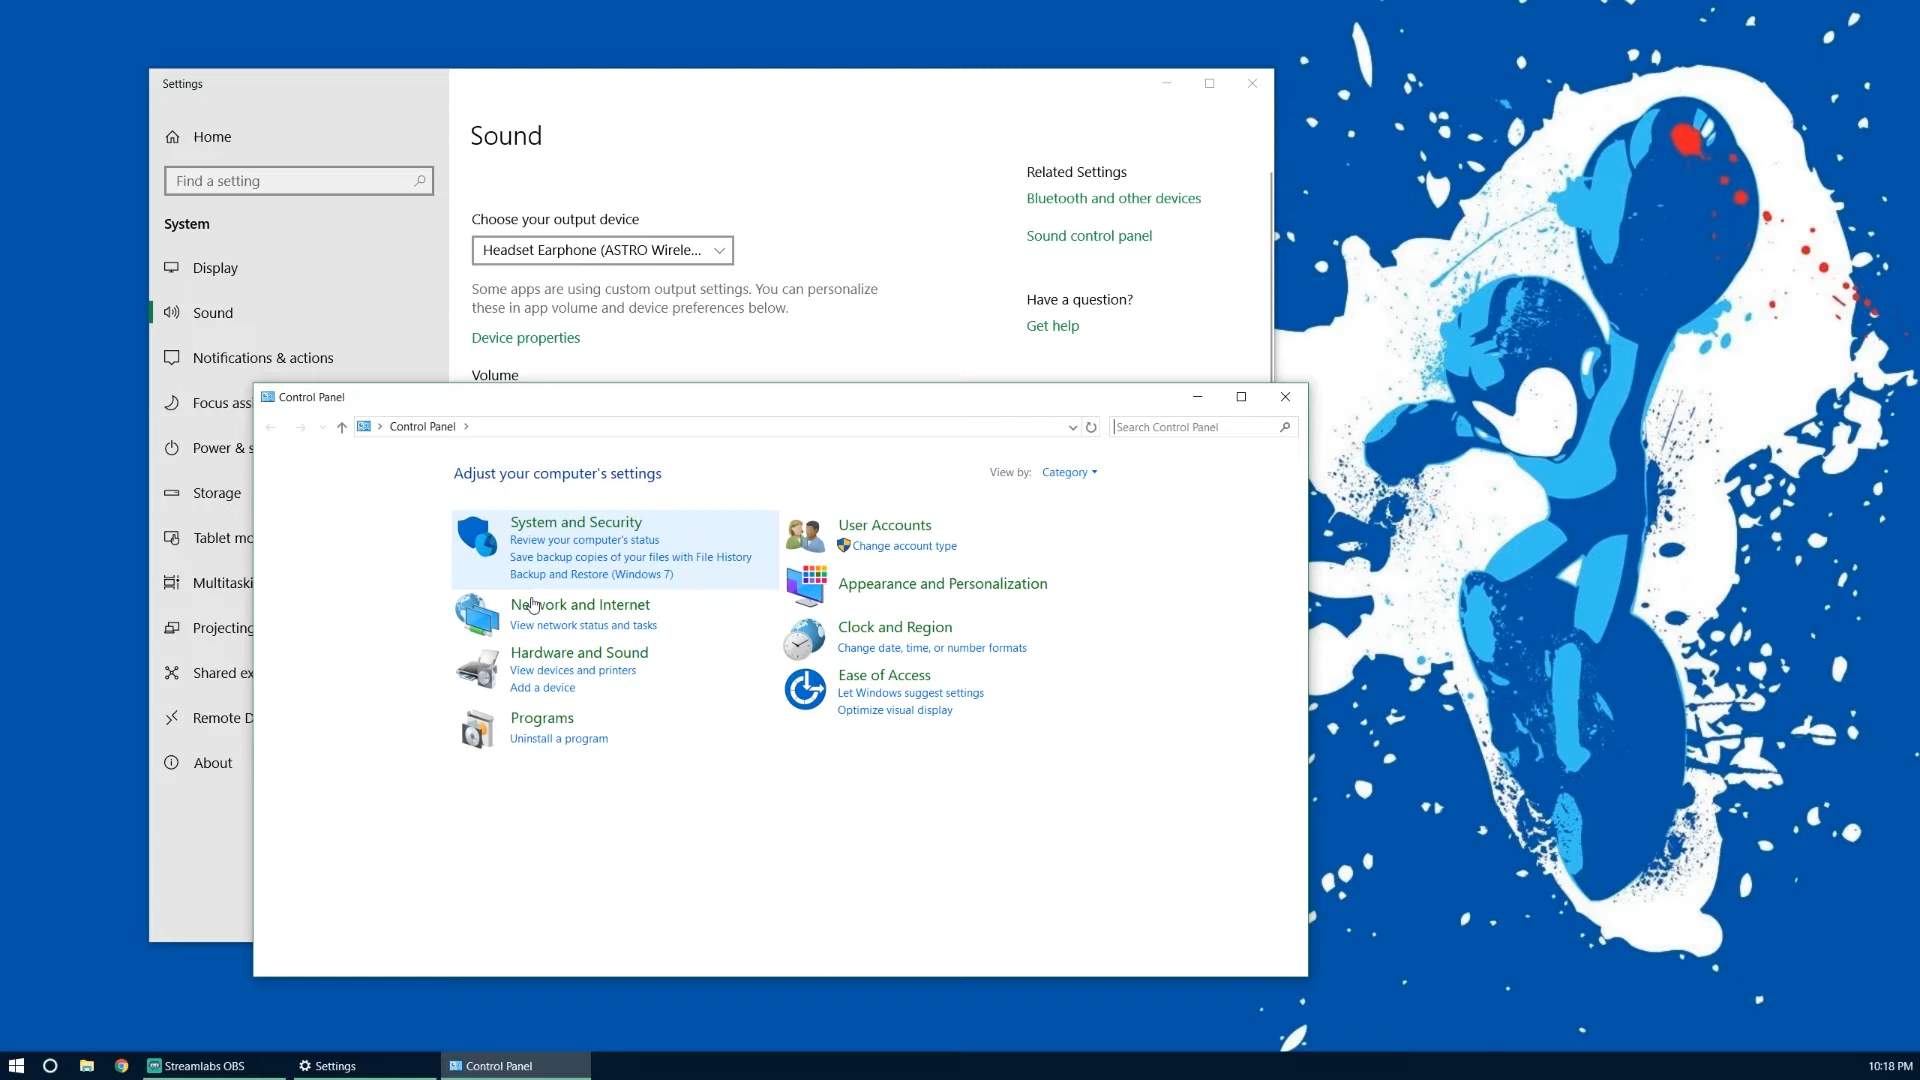 Settings
Home
Find a setting
System
Display
Sound
Notifications & actions
Focus ass
Power & s
Storage
Tablet mo
Multitaski
Projecting
Shared ex
Remote D
About
Sound
Choose your output device
Headset Earphone (ASTRO Wirele...
Some apps are using custom output settings. You can personalize
these in app volume and device preferences below.
Device properties
Volume
Related Settings
Bluetooth and other devices
Sound control panel
Have a question?
Get help
Control Panel
Control Panel
Search Control Panel
Adjust your computer's settings
View by: Category
System and Security
Review your computer's status
Save backup copies of your files with File History
Backup and Restore (Windows 7)
Network and Internet
View network status and tasks
Hardware and Sound
View devices and printers
Add a device
Programs
Uninstall a program
User Accounts
Change account type
Appearance and Personalization
Clock and Region
Change date, time, or number formats
Ease of Access
Let Windows suggest settings
Optimize visual display
Streamlabs OBS
Settings
Control Panel
10:18 PM